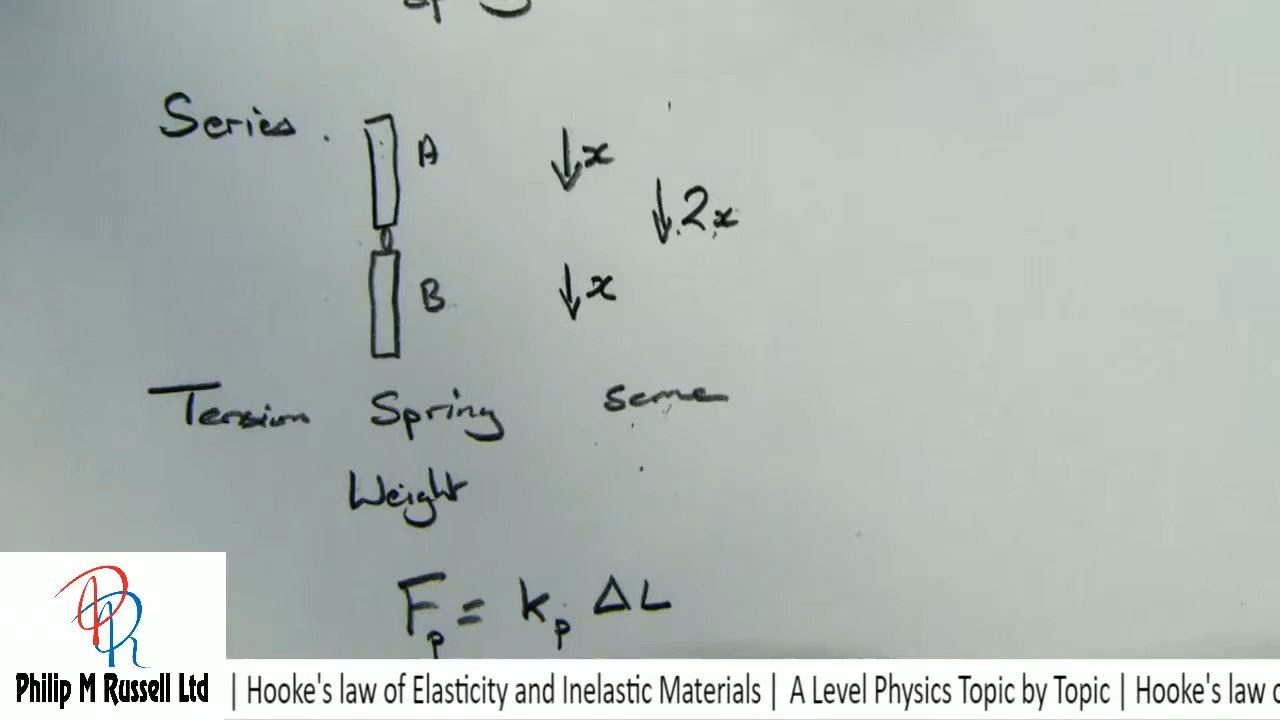 Series.
A
x
2x
B
x
Tension Spring same
Weight
Fp = kp ΔL
Philip M Russell Ltd
| Hooke's law of Elasticity and Inelastic Materials | A Level Physics Topic by Topic | Hooke's law o